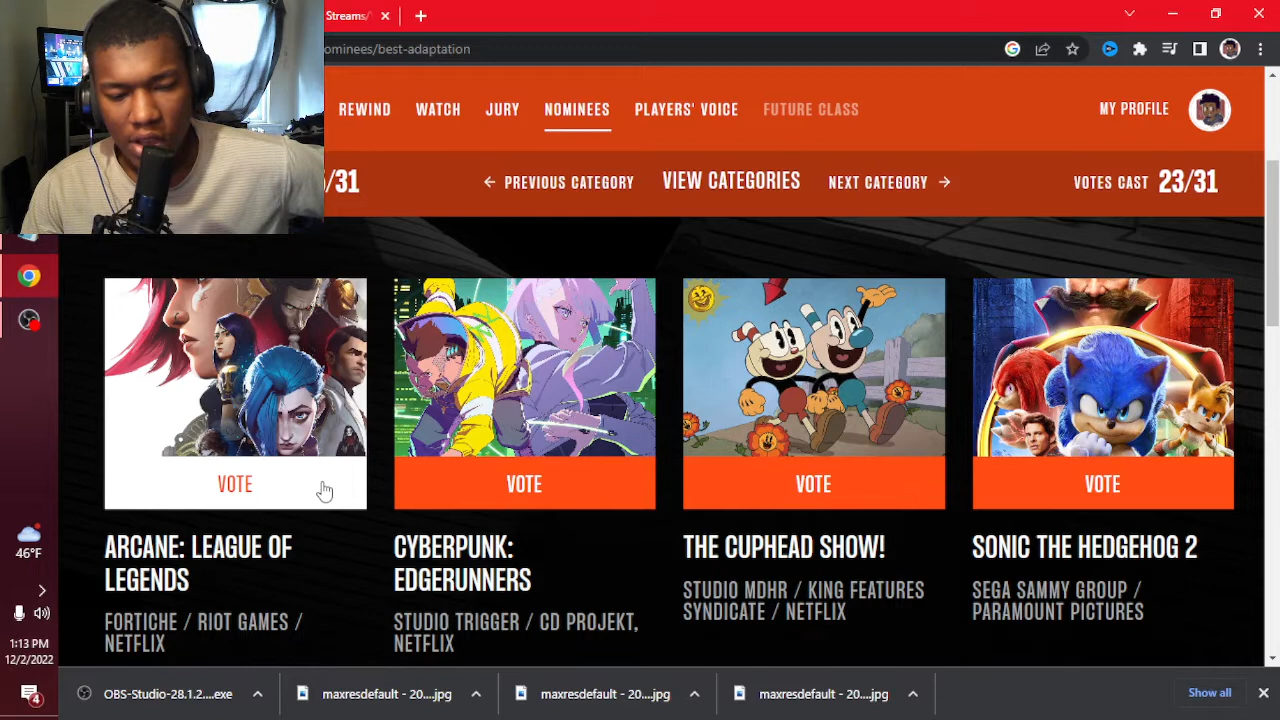 Streams/
ominees/best-adaptation
REWIND WATCH JURY NOMINEES PLAYERS' VOICE FUTURE CLASS MY PROFILE
/31 PREVIOUS CATEGORY VIEW CATEGORIES NEXT CATEGORY VOTES CAST 23/31
VOTE VOTE VOTE VOTE
ARCANE: LEAGUE OF
LEGENDS
FORTICHE / RIOT GAMES /
NETFLIX
CYBERPUNK:
EDGERUNNERS
STUDIO TRIGGER / CD PROJEKT,
NETFLIX
THE CUPHEAD SHOW!
STUDIO MDHR / KING FEATURES
SYNDICATE / NETFLIX
SONIC THE HEDGEHOG 2
SEGA SAMMY GROUP /
PARAMOUNT PICTURES
46°F
1:13 PM
12/2/2022
4
OBS-Studio-28.1.2....exe maxresdefault - 20....jpg maxresdefault - 20....jpg maxresdefault - 20....jpg Show all